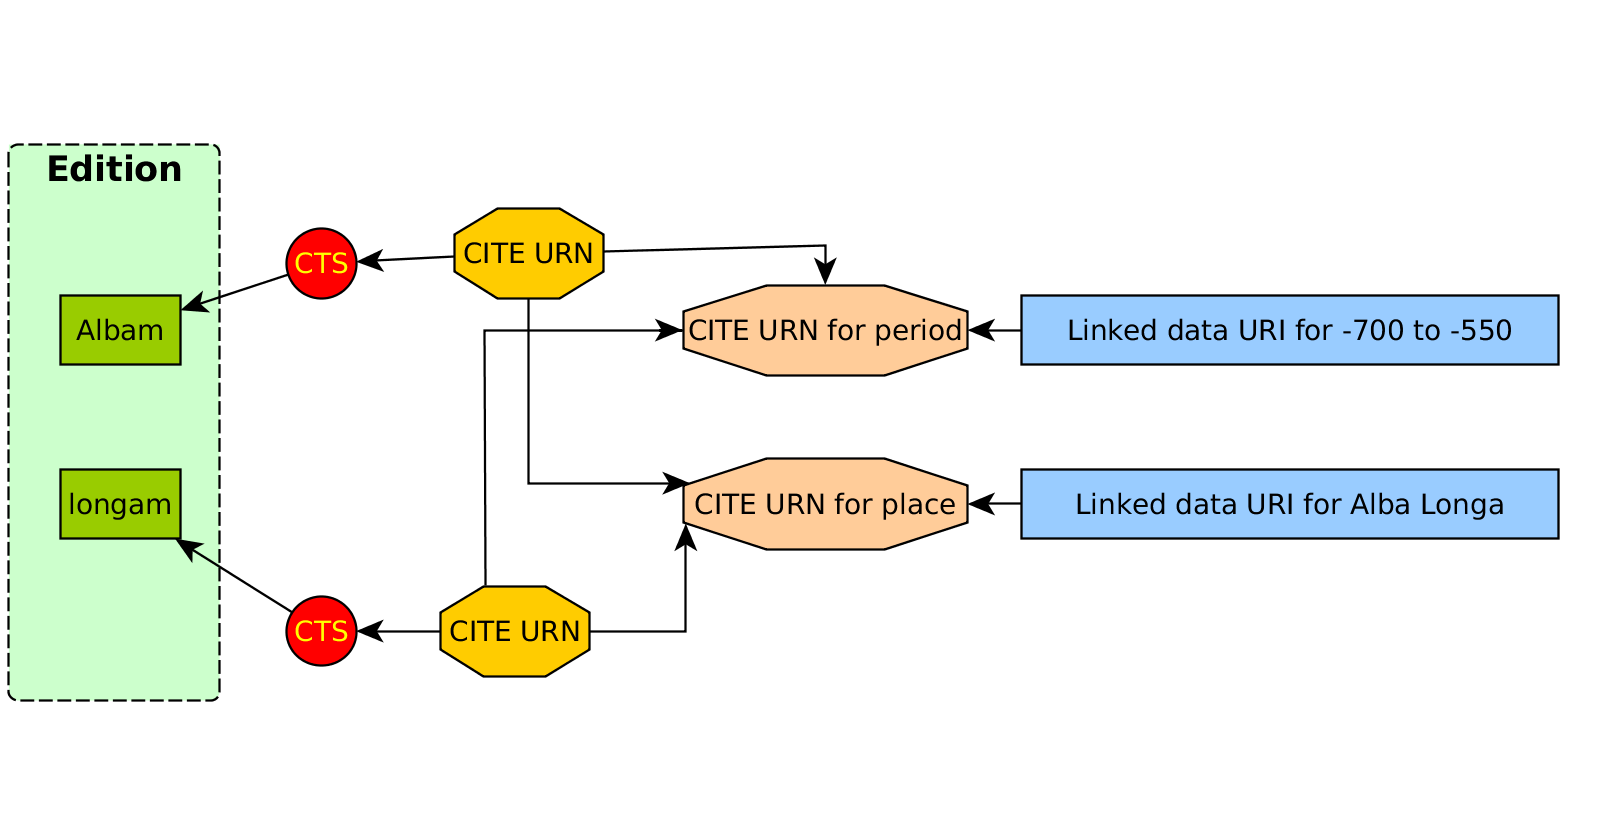 Edition
CTS
CITE URN
Albam
CITE URN for period
Linked data URI for -700 to -550
longam
CITE URN for place
Linked data URI for Alba Longa
CTS
CITE URN